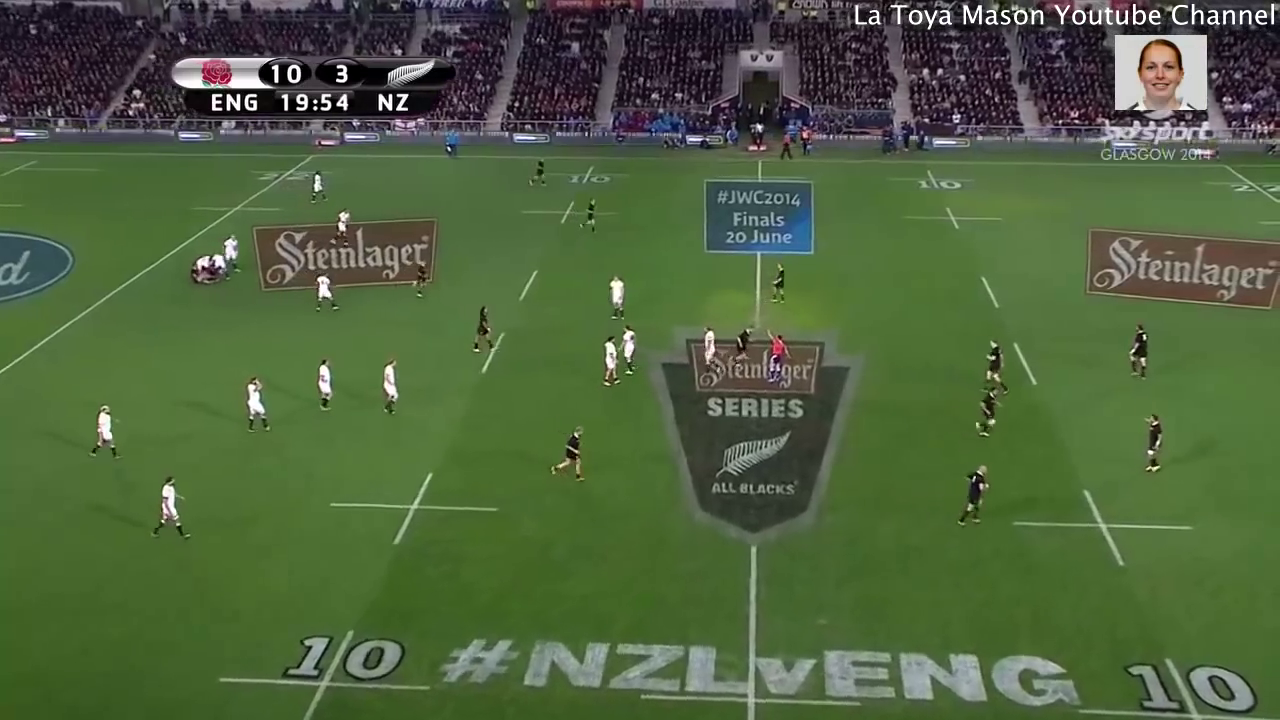 La Toya Mason Youtube Channel
10 3
ENG 19:54 NZ
sport
GLASGOW 2014
10
10
#JWC2014
Finals
20 June
Steinlager
Steinlager
d
Steinlager
SERIES
ALL BLACKS
10
#NZLvENG
10